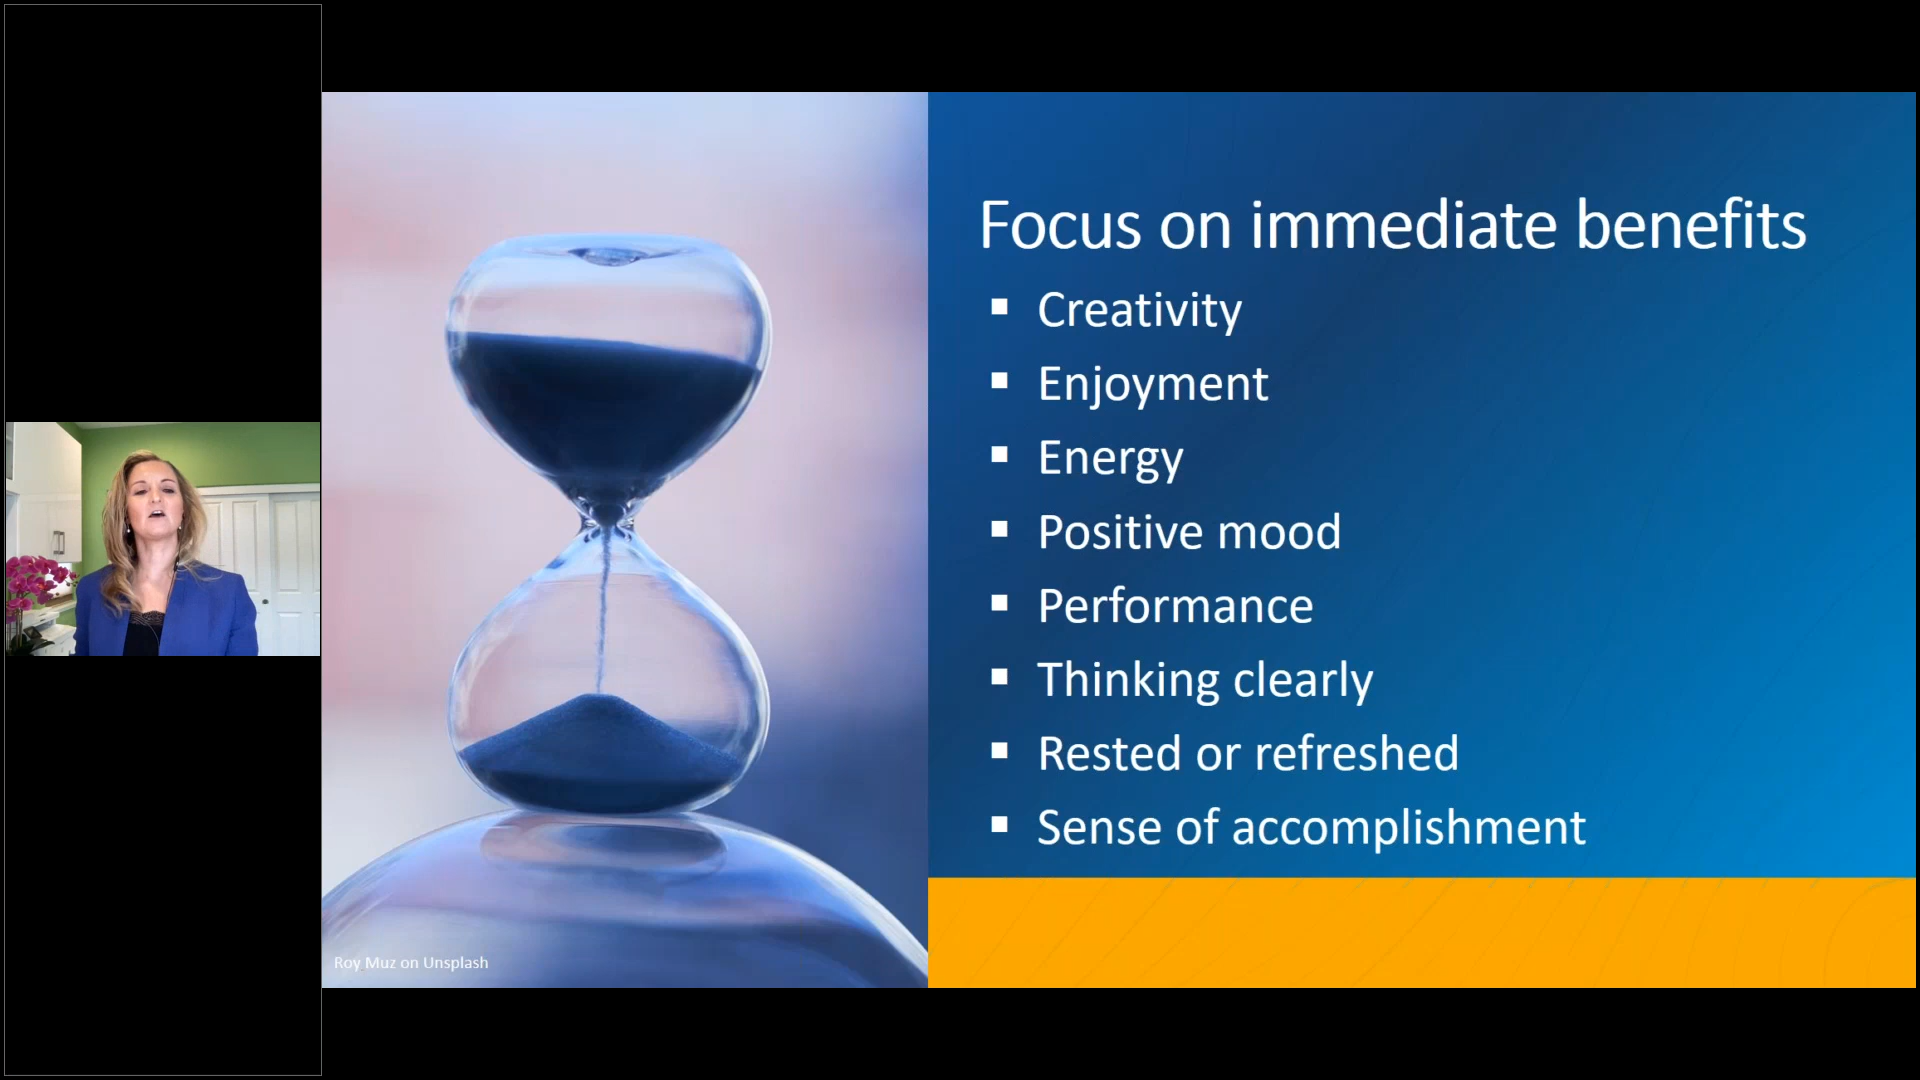 Focus on immediate benefits
▪ Creativity
▪ Enjoyment
▪ Energy
▪ Positive mood
▪ Performance
▪ Thinking clearly
▪ Rested or refreshed
▪ Sense of accomplishment
Roy Muz on Unsplash